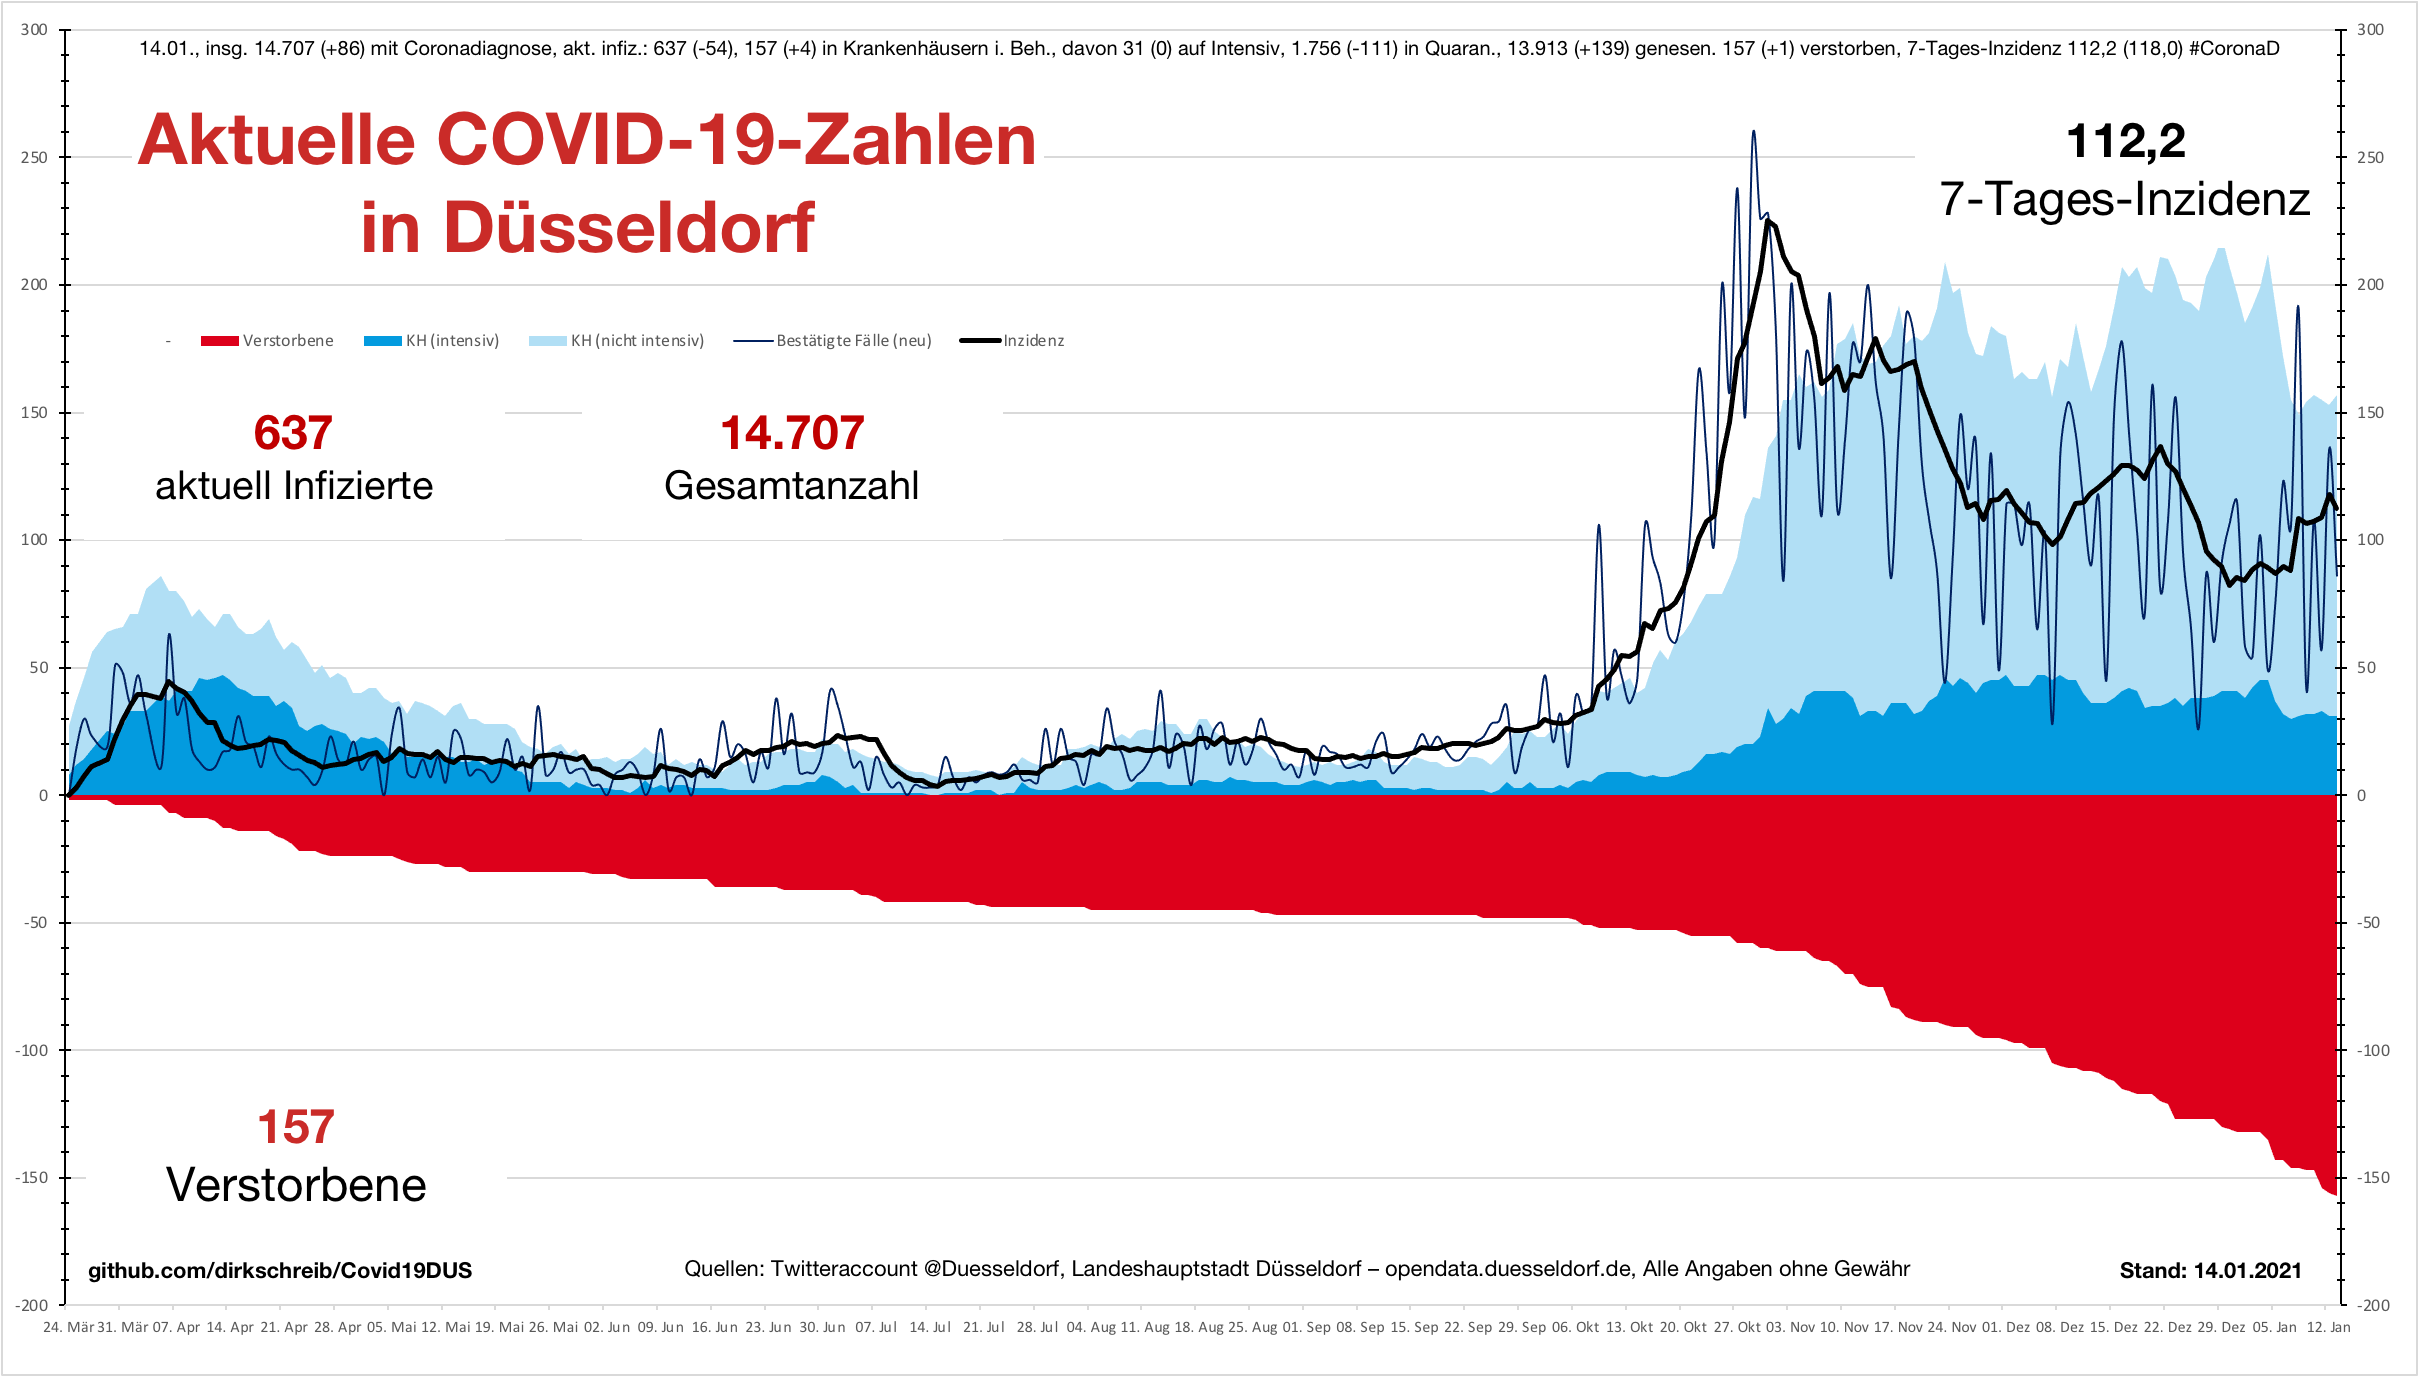 14.01., insg. 14.707 (+86) mit Coronadiagnose, akt. infiz.: 637 (-54), 157 (+4) in Krankenhäusern i. Beh., davon 31 (0) auf Intensiv, 1.756 (-111) in Quaran., 13.913 (+139) genesen. 157 (+1) verstorben, 7-Tages-Inzidenz 112,2 (118,0) #CoronaD
Aktuelle COVID-19-Zahlen
in Düsseldorf
112,2
7-Tages-Inzidenz
- Verstorbene KH (intensiv) KH (nicht intensiv) Bestätigte Fälle (neu) Inzidenz
637
aktuell Infizierte
14.707
Gesamtanzahl
157
Verstorbene
300 300
250 250
200 200
150 150
100 100
50 50
0 0
-50 -50
-100 -100
-150 -150
-200 -200
github.com/dirkschreib/Covid19DUS
Quellen: Twitteraccount @Duesseldorf, Landeshauptstadt Düsseldorf – opendata.duesseldorf.de, Alle Angaben ohne Gewähr
Stand: 14.01.2021
24. Mär 31. Mär 07. Apr 14. Apr 21. Apr 28. Apr 05. Mai 12. Mai 19. Mai 26. Mai 02. Jun 09. Jun 16. Jun 23. Jun 30. Jun 07. Jul 14. Jul 21. Jul 28. Jul 04. Aug 11. Aug 18. Aug 25. Aug 01. Sep 08. Sep 15. Sep 22. Sep 29. Sep 06. Okt 13. Okt 20. Okt 27. Okt 03. Nov 10. Nov 17. Nov 24. Nov 01. Dez 08. Dez 15. Dez 22. Dez 29. Dez 05. Jan 12. Jan